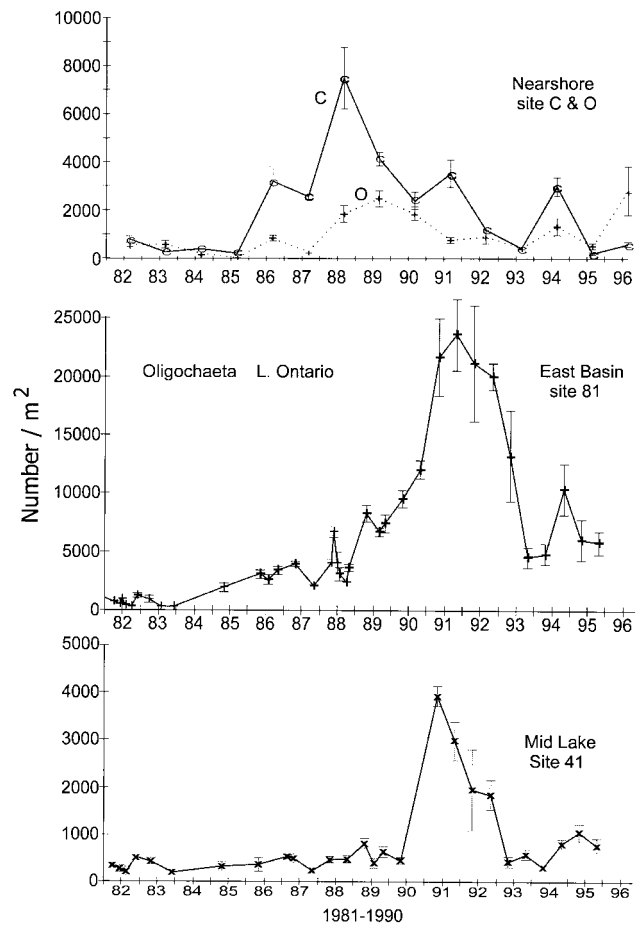 10000
8000
6000
4000
2000
0
C
O
Nearshore
site C & O
82 83 84 85 86 87 88 89 90 91 92 93 94 95 96
Number / m²
25000
20000
15000
10000
5000
0
Oligochaeta L. Ontario
East Basin
site 81
82 83 84 85 86 87 88 89 90 91 92 93 94 95 96
5000
4000
3000
2000
1000
0
Mid Lake
Site 41
82 83 84 85 86 87 88 89 90 91 92 93 94 95 96
1981-1990